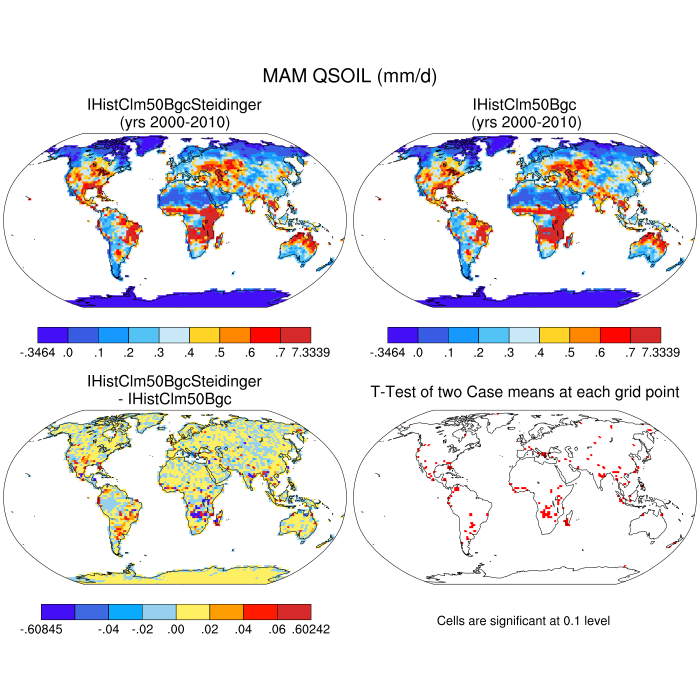 MAM QSOIL (mm/d)
IHistClm50BgcSteidinger
(yrs 2000-2010)
IHistClm50Bgc
(yrs 2000-2010)
-.3464 .0 .1 .2 .3 .4 .5 .6 .7 7.3339
-.3464 .0 .1 .2 .3 .4 .5 .6 .7 7.3339
IHistClm50BgcSteidinger
- IHistClm50Bgc
T-Test of two Case means at each grid point
-.60845 -.04 -.02 .00 .02 .04 .06 .60242
Cells are significant at 0.1 level